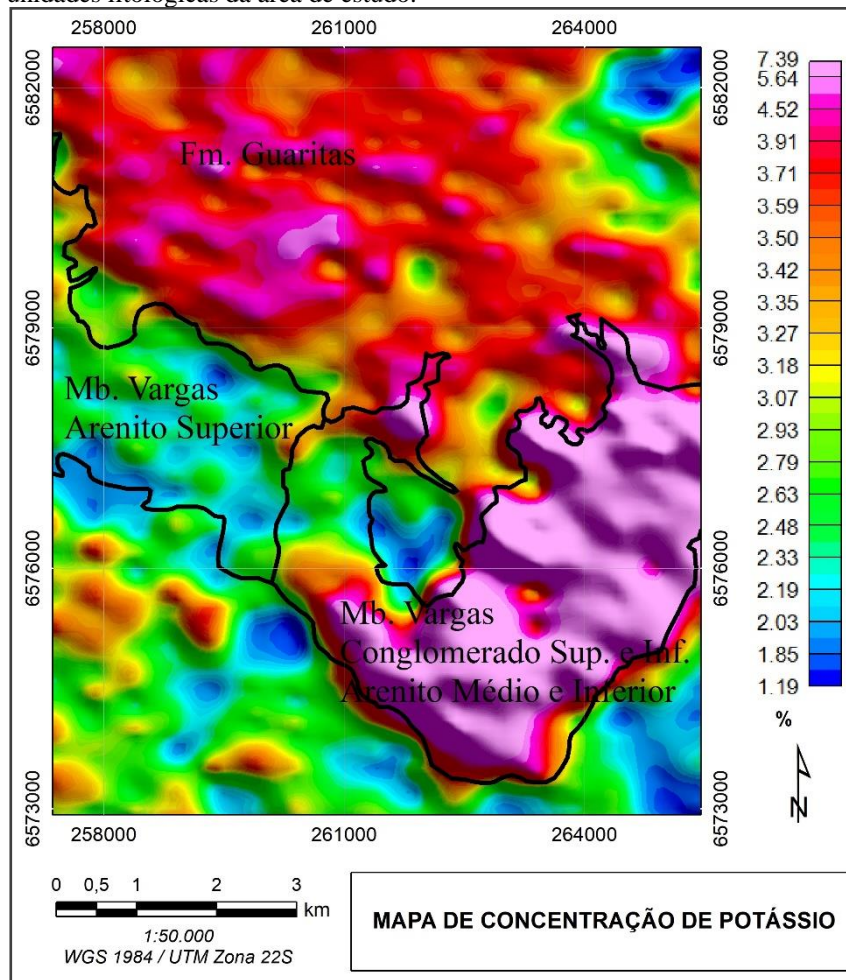 unidades litológicas da área de estudo.
258000 261000 264000
6582000 6582000
Fm. Guaritas
6579000 6579000
Mb. Vargas
Arenito Superior
6576000 6576000
Mb. Vargas
Conglomerado Sup. e Inf.
Arenito Médio e Inferior
6573000 6573000
258000 261000 264000
7.39
5.64
4.52
3.91
3.71
3.59
3.50
3.42
3.35
3.27
3.18
3.07
2.93
2.79
2.63
2.48
2.33
2.19
2.03
1.85
1.19
%
N
0 0,5 1 2 3
km
1:50.000
WGS 1984 / UTM Zona 22S
MAPA DE CONCENTRAÇÃO DE POTÁSSIO